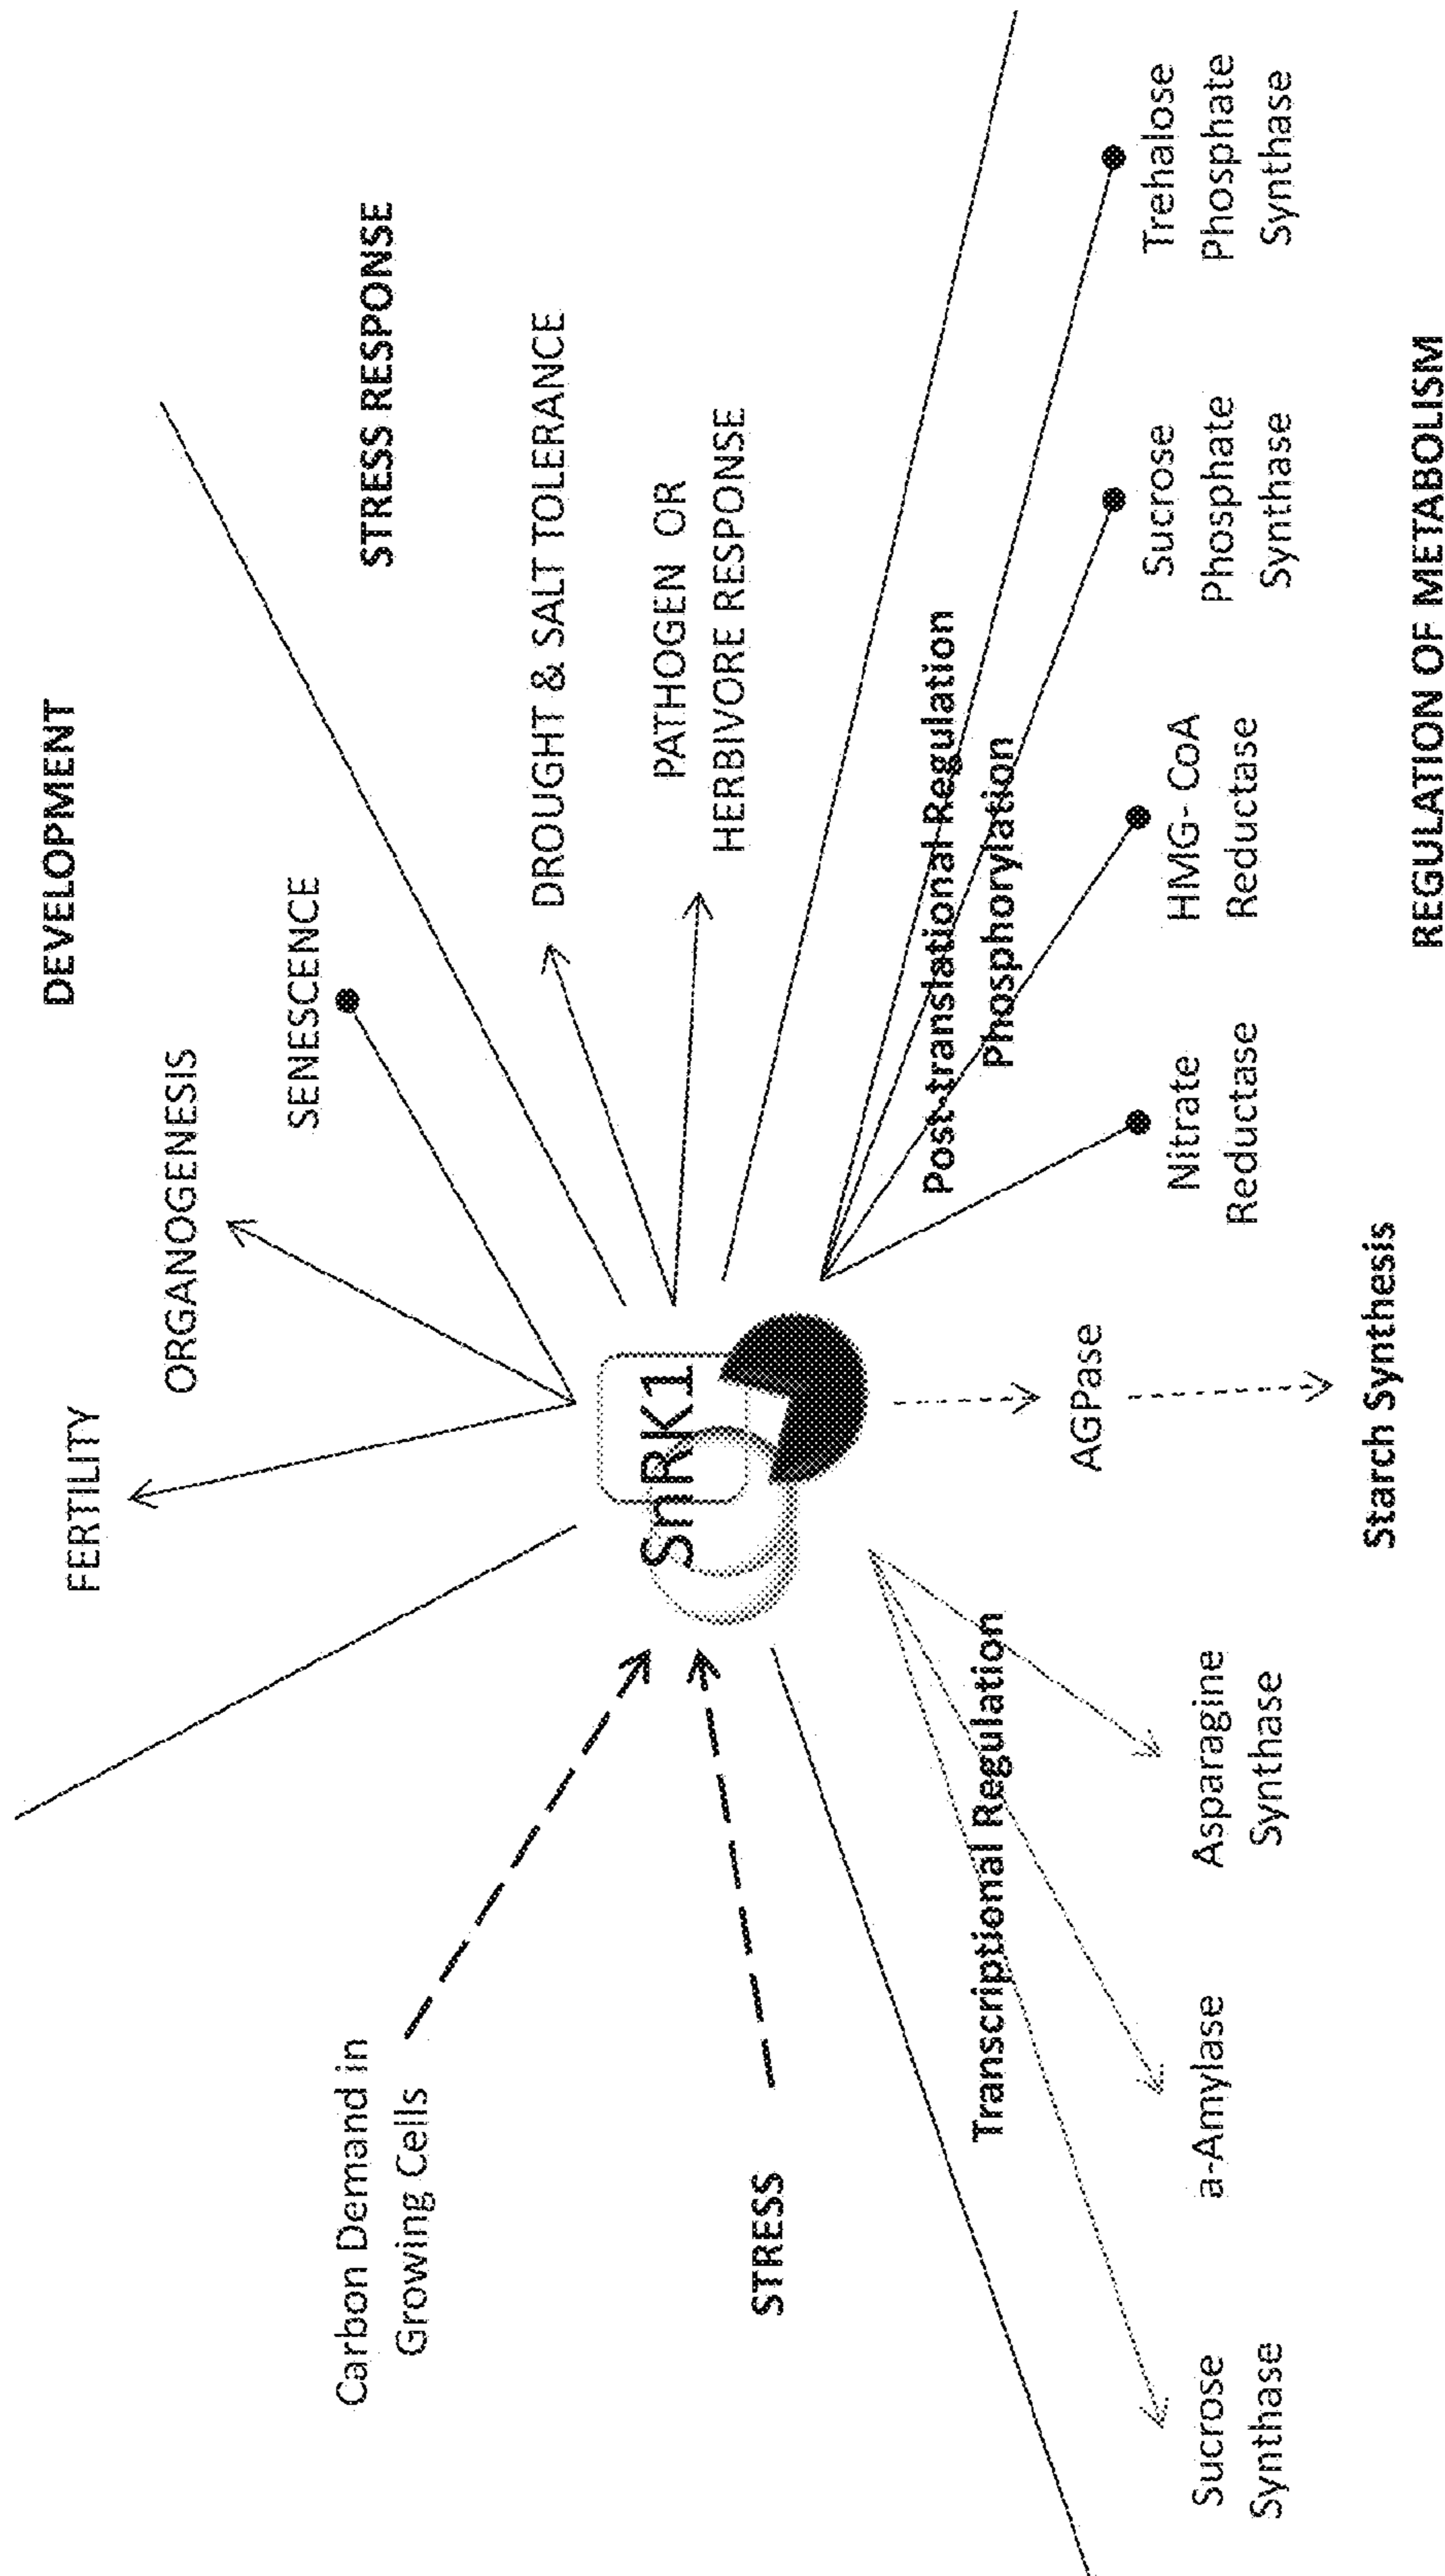 DEVELOPMENT
FERTILITY
ORGANOGENESIS
SENESCENCE
STRESS RESPONSE
Carbon Demand in
Growing Cells
DROUGHT & SALT TOLERANCE
SnRK1
PATHOGEN OR
HERBIVORE RESPONSE
STRESS
Transcriptional Regulation
Post-translational Regulation
Phosphorylation
Sucrose
Synthase
a-Amylase
Asparagine
Synthase
AGPase
Nitrate
Reductase
HMG- CoA
Reductase
Sucrose
Phosphate
Synthase
Trehalose
Phosphate
Synthase
Starch Synthesis
REGULATION OF METABOLISM